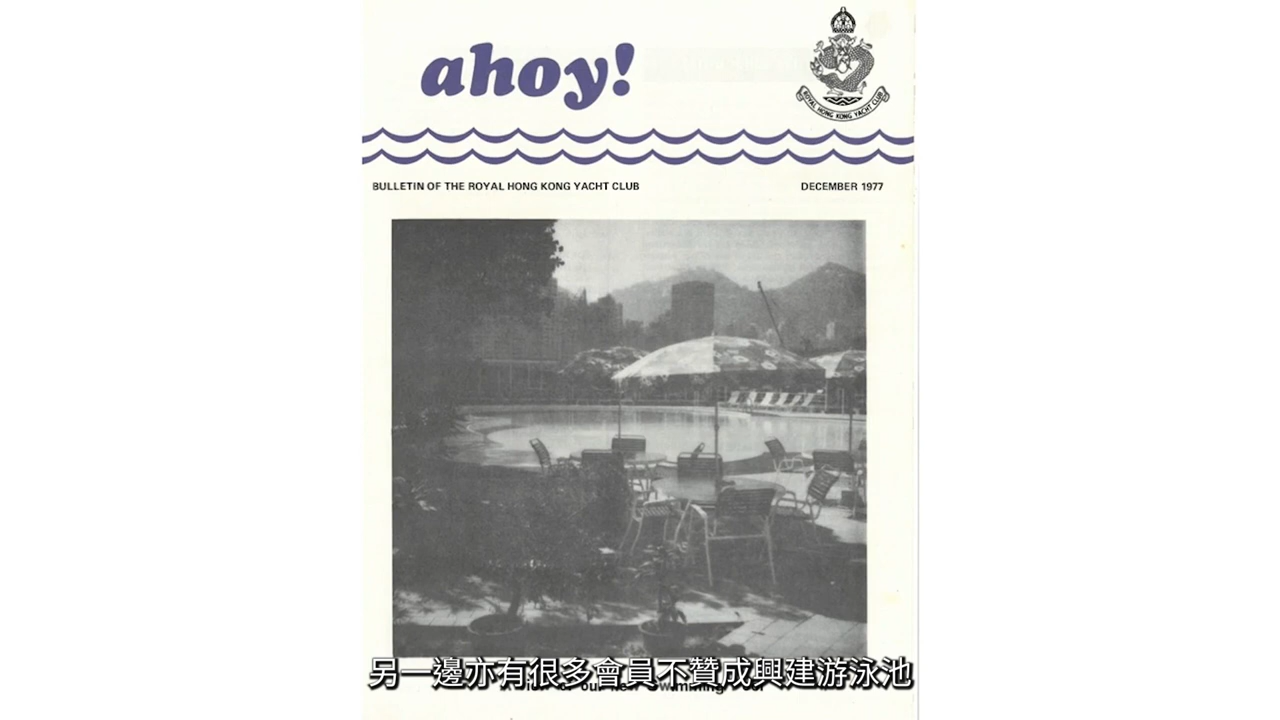 ahoy!
ROYAL HONG KONG YACHT CLUB
BULLETIN OF THE ROYAL HONG KONG YACHT CLUB
DECEMBER 1977
另一邊亦有很多會員不贊成興建游泳池